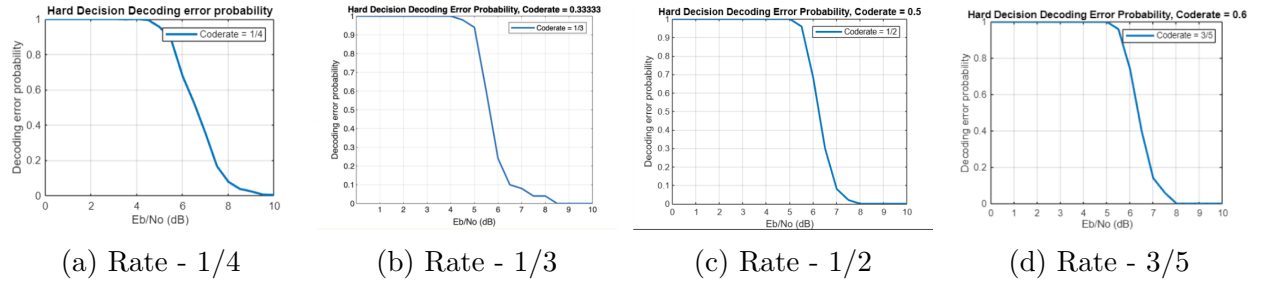 Hard Decision Decoding error probability
Coderate = 1/4
Decoding error probability
1
0.8
0.6
0.4
0.2
0
0 2 4 6 8 10
Eb/No (dB)
(a) Rate - 1/4
Hard Decision Decoding Error Probability, Coderate = 0.33333
1/3
Decoding error probability
1
0.9
0.8
0.7
0.6
0.5
0.4
0.3
0.2
0.1
0
1 2 3 4 5 6 7 8 9 10
Eb/No (dB)
(b) Rate - 1/3
Hard Decision Decoding Error Probability, Coderate = 0.5
Coderate = 1/2
Decoding error probability
1
0.9
0.8
0.7
0.6
0.5
0.4
0.3
0.2
0.1
0
0 1 2 3 4 5 6 7 8 9 10
Eb/No (dB)
(c) Rate - 1/2
Hard Decision Decoding Error Probability, Coderate = 0.6
Coderate = 3/5
Decoding error probability
1
0.8
0.6
0.4
0.2
0
0 1 2 3 4 5 6 7 8 9 10
Eb/No (dB)
(d) Rate - 3/5